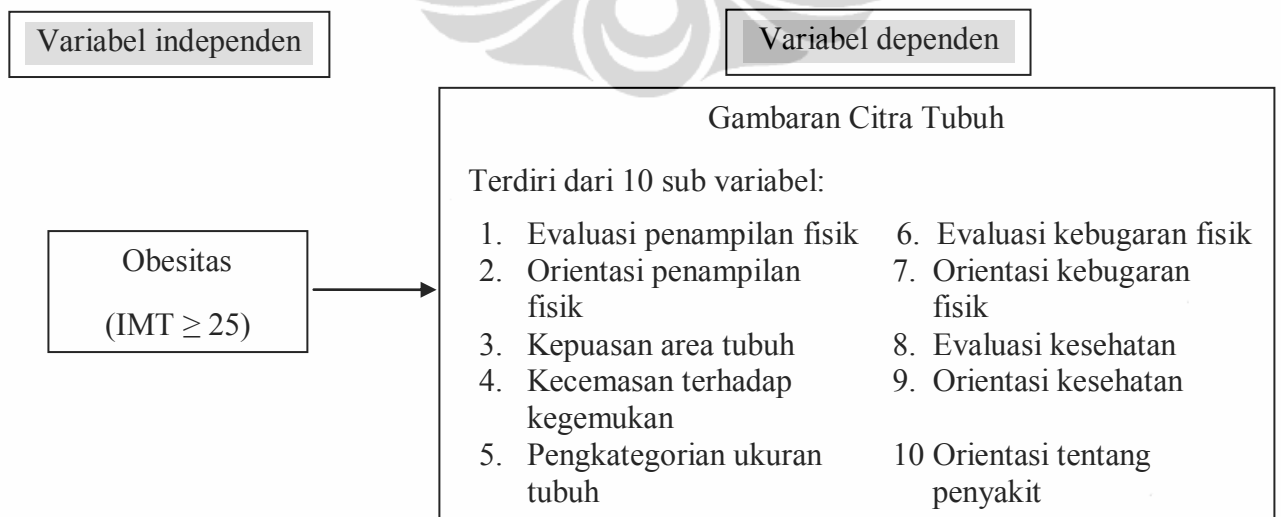 Variabel independen
Variabel dependen
Obesitas
(IMT ≥ 25)
Gambaran Citra Tubuh
Terdiri dari 10 sub variabel:
1. Evaluasi penampilan fisik
2. Orientasi penampilan
fisik
3. Kepuasan area tubuh
4. Kecemasan terhadap
kegemukan
5. Pengkategorian ukuran
tubuh
6. Evaluasi kebugaran fisik
7. Orientasi kebugaran
fisik
8. Evaluasi kesehatan
9. Orientasi kesehatan
10 Orientasi tentang
penyakit